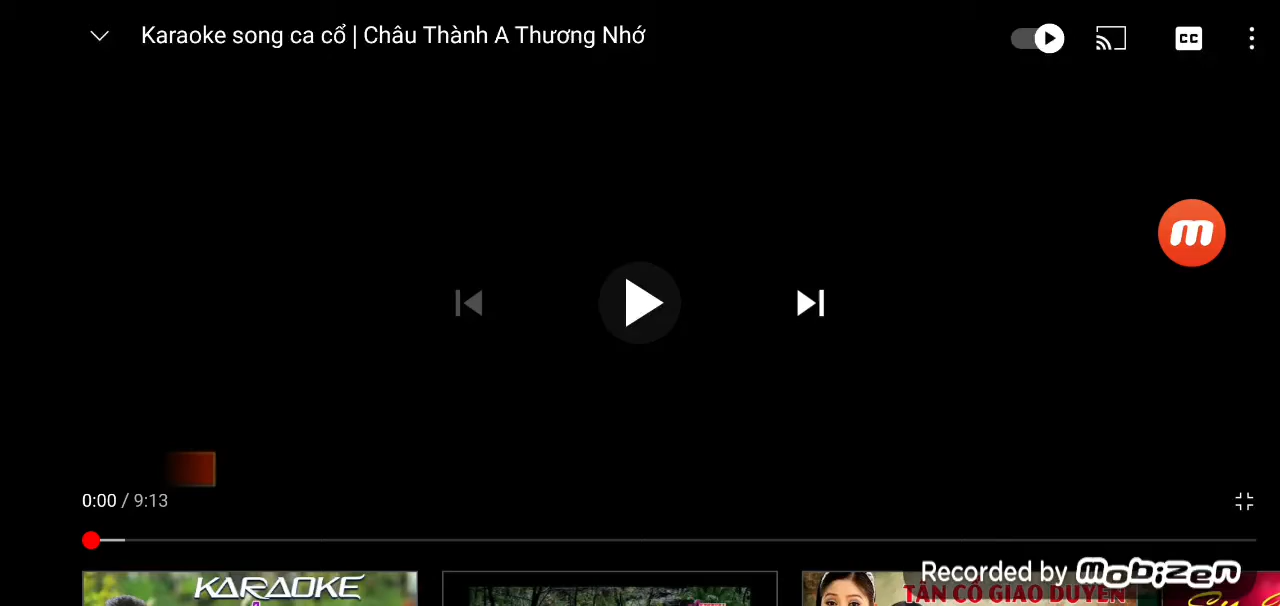 Karaoke song ca cổ | Châu Thành A Thương Nhớ
CC
m
0:00 / 9:13
Recorded by mobizen
KARAOKE
TÂN CỔ GIAO DUYÊN